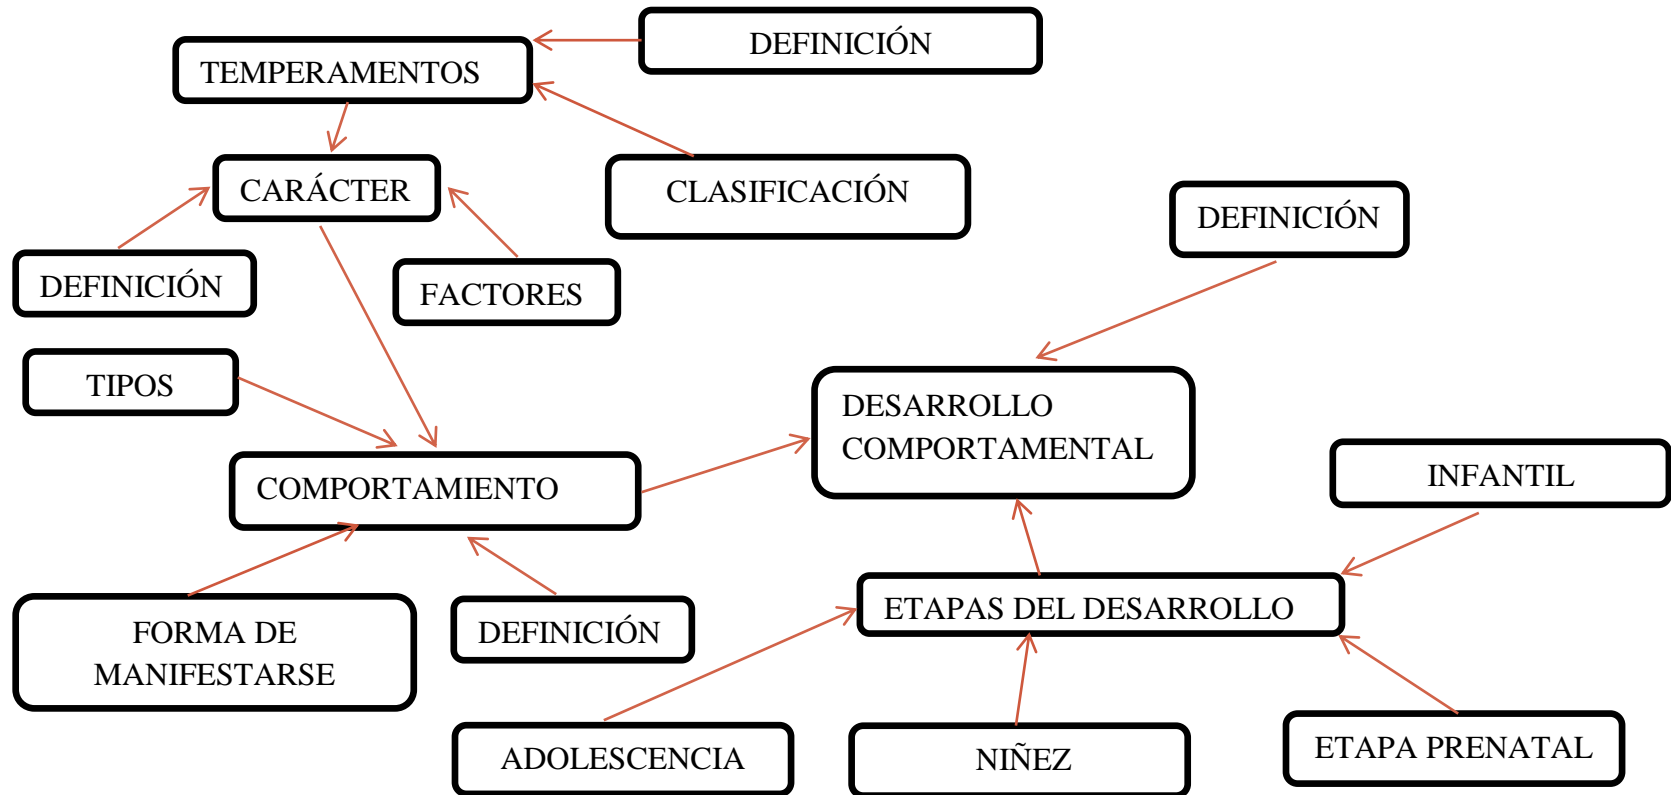 DEFINICIÓN
TEMPERAMENTOS
CARÁCTER
CLASIFICACIÓN
DEFINICIÓN
DEFINICIÓN
FACTORES
TIPOS
DESARROLLO
COMPORTAMENTAL
INFANTIL
COMPORTAMIENTO
ETAPAS DEL DESARROLLO
FORMA DE
MANIFESTARSE
DEFINICIÓN
ADOLESCENCIA
NIÑEZ
ETAPA PRENATAL